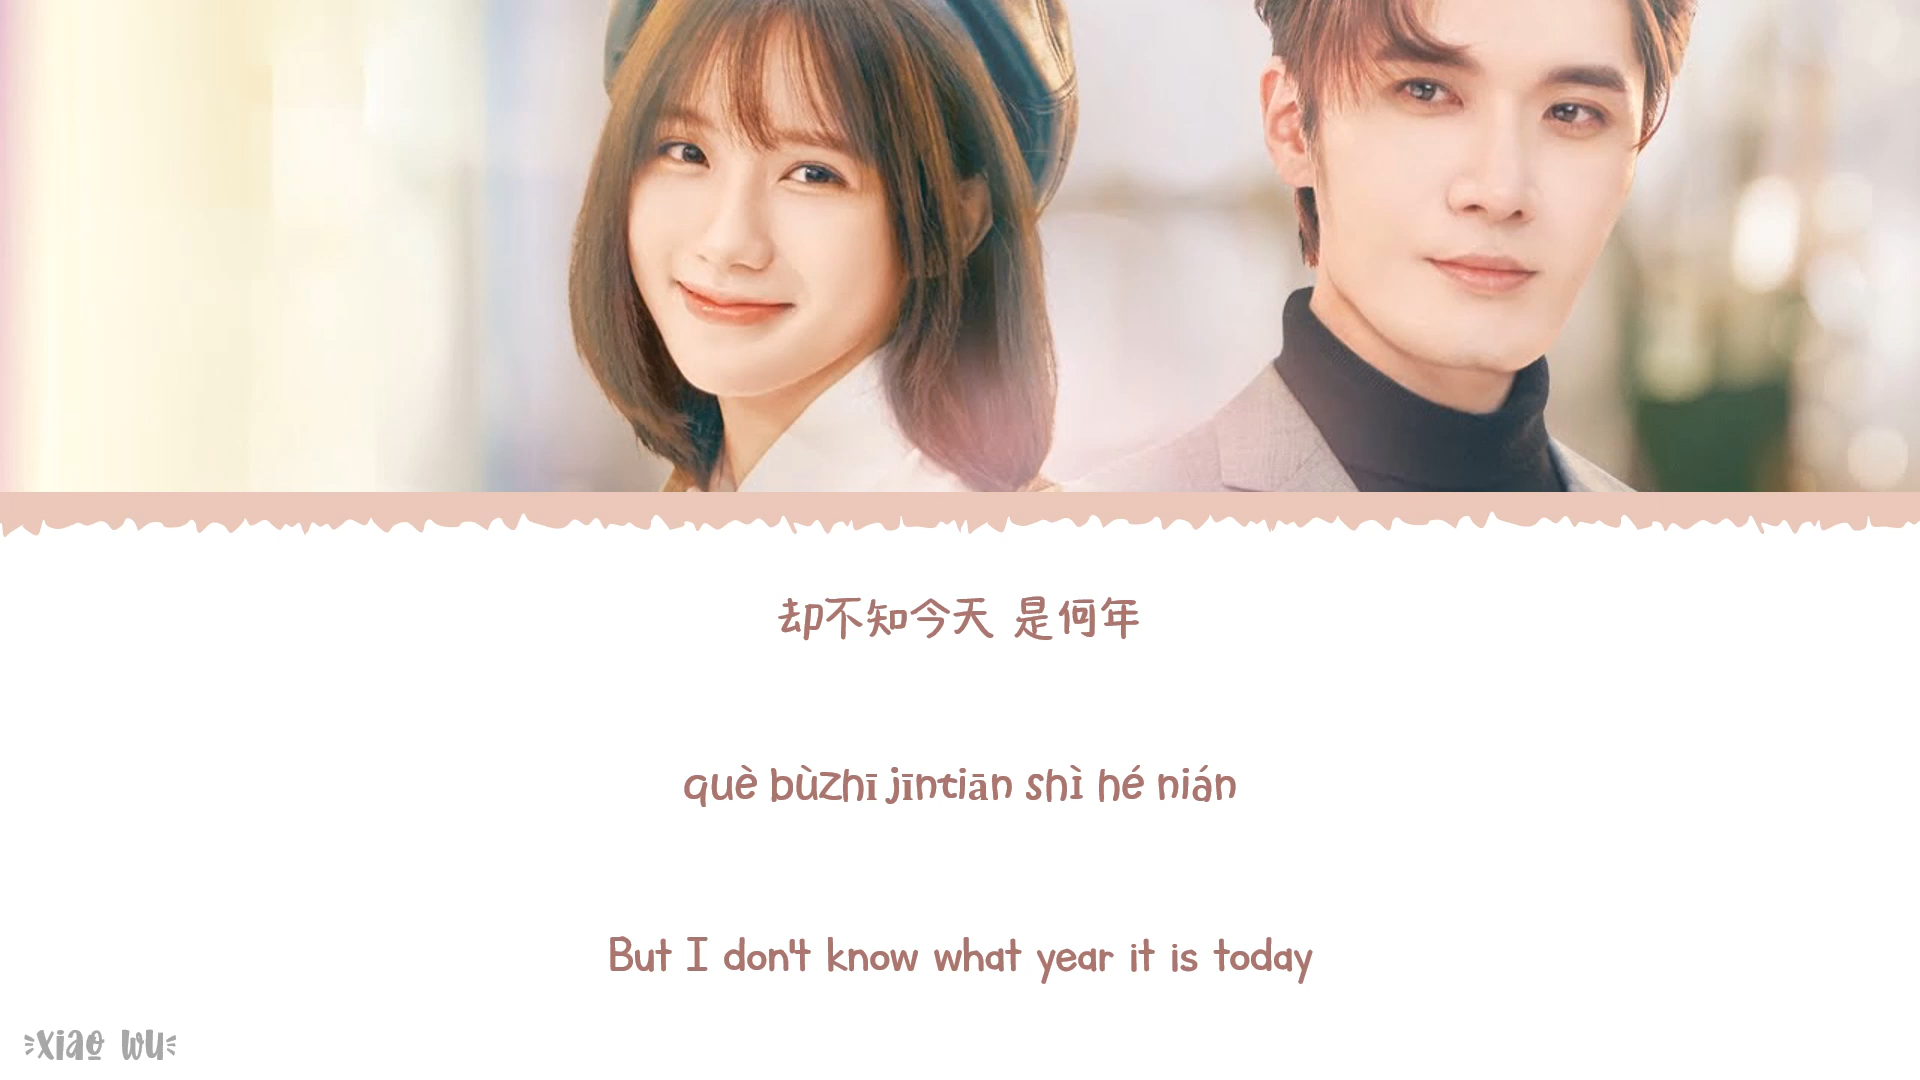 却不知今天 是何年
què bùzhī jīntiān shì hé nián
But I don't know what year it is today
xiao wu